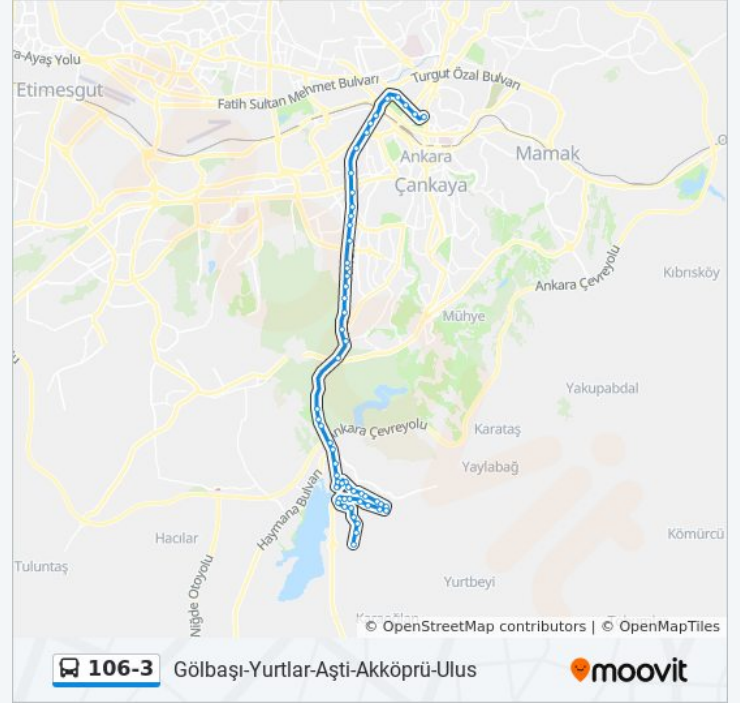 a-Ayaş Yolu
Turgut Özal Bulvarı
Etimesgut
Fatih Sultan Mehmet Bulvarı
Ankara
Mamak
Çankaya
Kıbrısköy
Ankara Çevreyolu
Mühye
Yakupabdal
Ankara Çevreyolu
Karataş
Yaylabağ
Haymana Bulvarı
Hacılar
Kömürcü
Tuluntaş
Niğde Otoyolu
Yurtbeyi
© OpenStreetMap contributors | © OpenMapTiles
106-3 Gölbaşı-Yurtlar-Aşti-Akköprü-Ulus
moovit